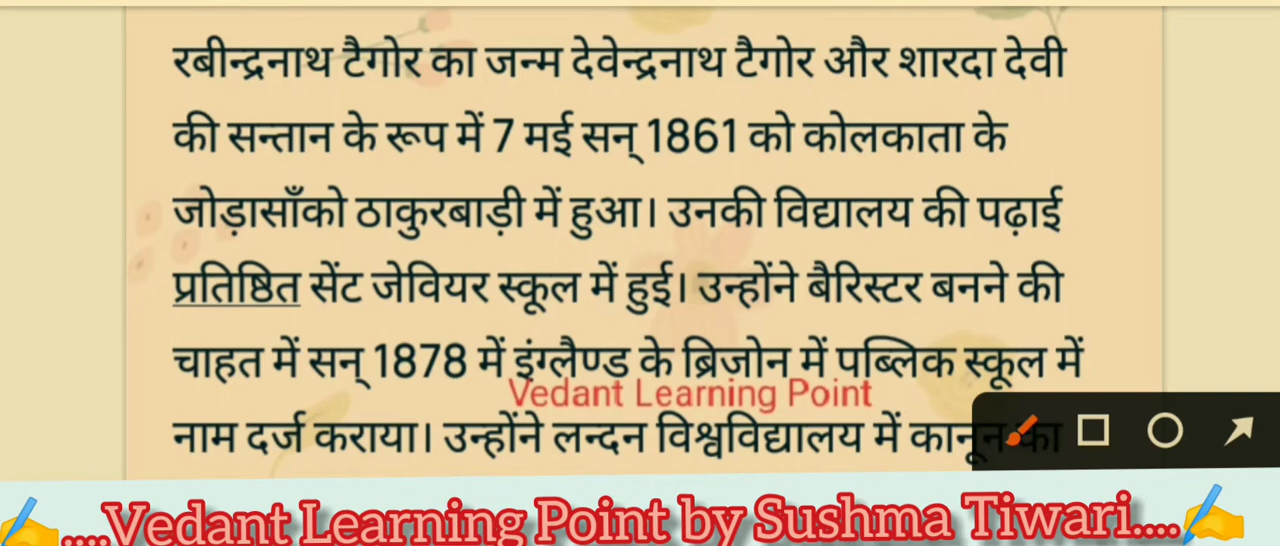 रबीन्द्रनाथ टैगोर का जन्म देवेन्द्रनाथ टैगोर और शारदा देवी
की सन्तान के रूप में 7 मई सन् 1861 को कोलकाता के
जोड़ासाँको ठाकुरबाड़ी में हुआ। उनकी विद्यालय की पढ़ाई
प्रतिष्ठित सेंट जेवियर स्कूल में हुई। उन्होंने बैरिस्टर बनने की
चाहत में सन् 1878 में इंग्लैण्ड के ब्रिजोन में पब्लिक स्कूल में
Vedant Learning Point
नाम दर्ज कराया। उन्होंने लन्दन विश्वविद्यालय में कानून का
....Vedant Learning Point by Sushma Tiwari....